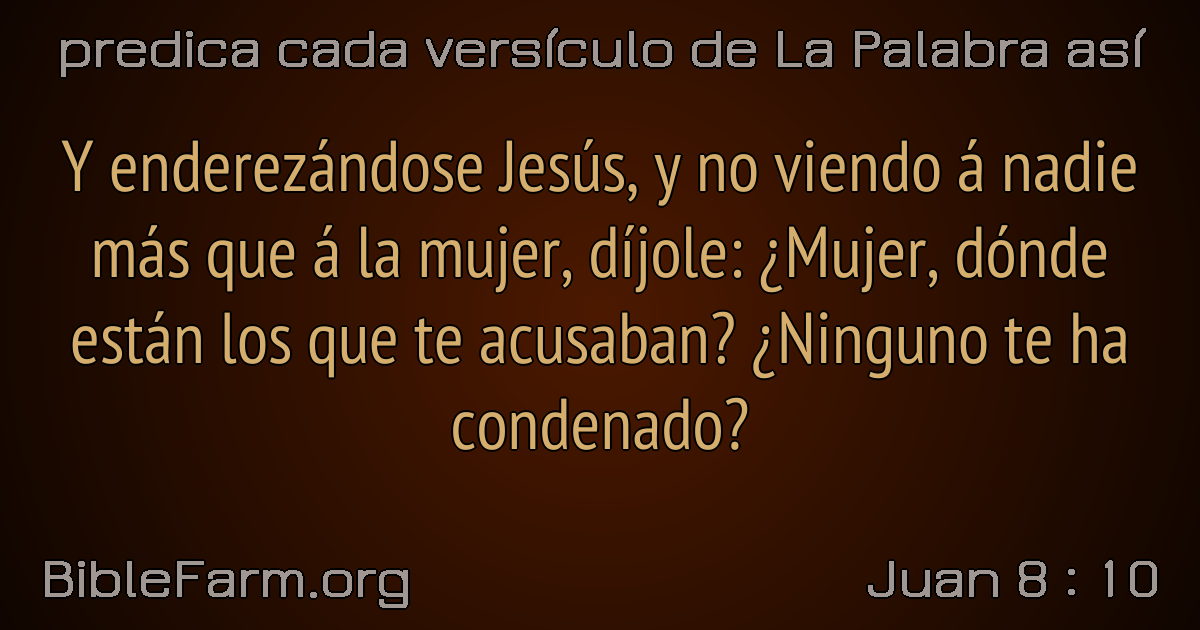 predica cada versículo de La Palabra así
Y enderezándose Jesús, y no viendo á nadie
más que á la mujer, díjole: ¿Mujer, dónde
están los que te acusaban? ¿Ninguno te ha
condenado?
BibleFarm.org
Juan 8 : 10